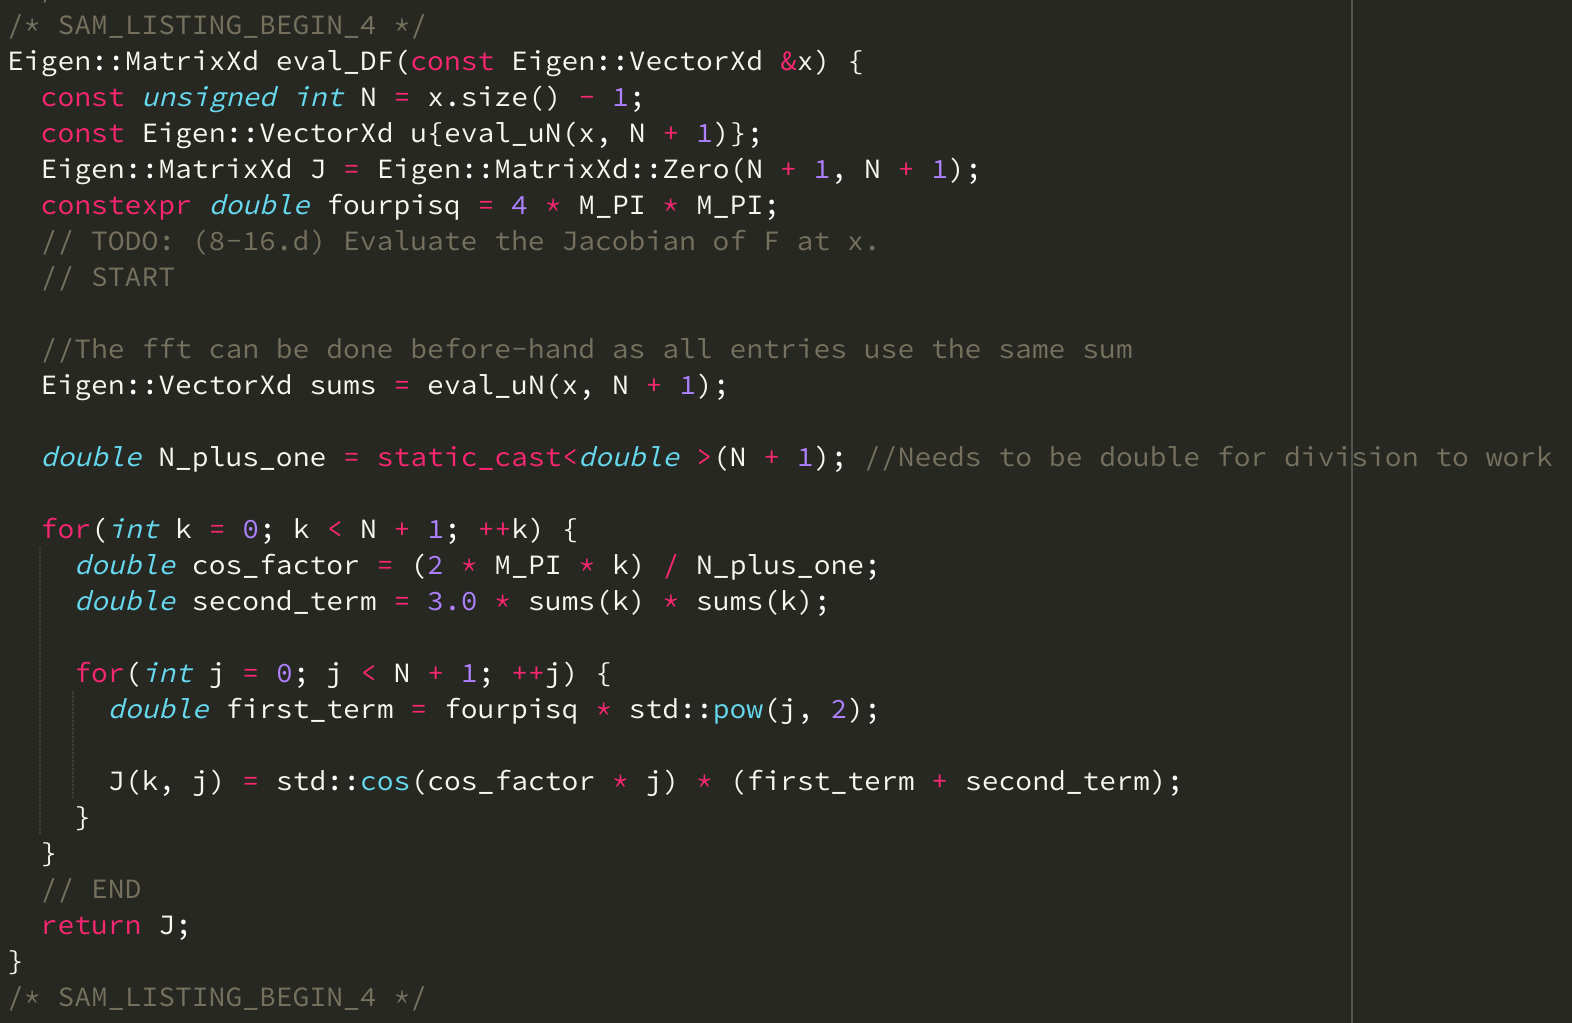 /* SAM_LISTING_BEGIN_4 */
Eigen::MatrixXd eval_DF(const Eigen::VectorXd &x) {
  const unsigned int N = x.size() - 1;
  const Eigen::VectorXd u{eval_uN(x, N + 1)};
  Eigen::MatrixXd J = Eigen::MatrixXd::Zero(N + 1, N + 1);
  constexpr double fourpisq = 4 * M_PI * M_PI;
  // TODO: (8-16.d) Evaluate the Jacobian of F at x.
  // START

  //The fft can be done before-hand as all entries use the same sum
  Eigen::VectorXd sums = eval_uN(x, N + 1);

  double N_plus_one = static_cast<double >(N + 1); //Needs to be double for division to work

  for(int k = 0; k < N + 1; ++k) {
    double cos_factor = (2 * M_PI * k) / N_plus_one;
    double second_term = 3.0 * sums(k) * sums(k);

    for(int j = 0; j < N + 1; ++j) {
      double first_term = fourpisq * std::pow(j, 2);

      J(k, j) = std::cos(cos_factor * j) * (first_term + second_term);
    }
  }
  // END
  return J;
}
/* SAM_LISTING_BEGIN_4 */